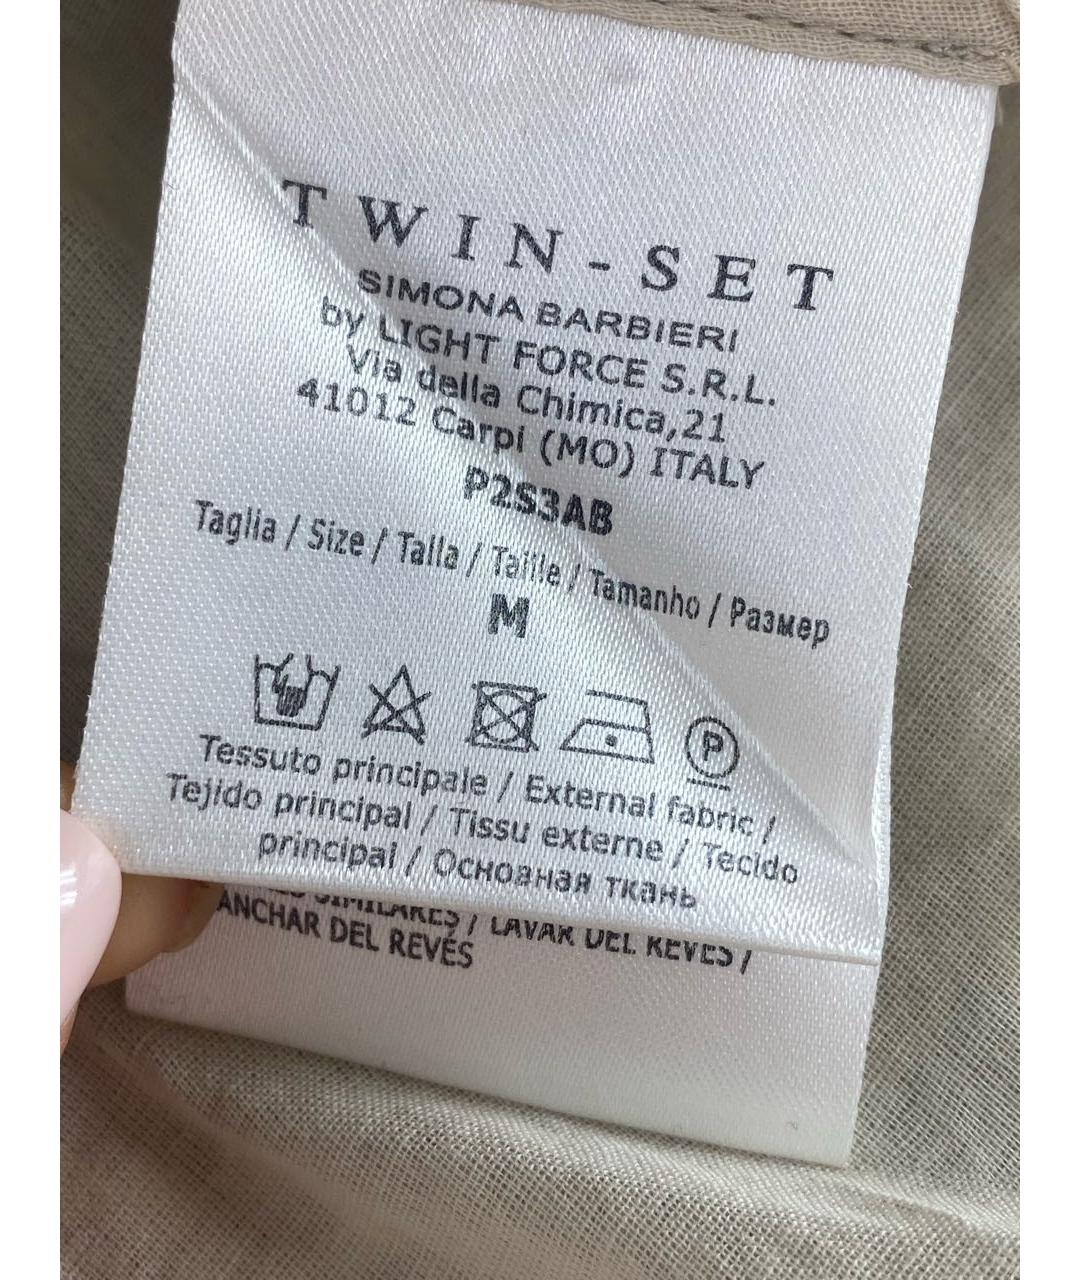 TWIN-SET
SIMONA BARBIERI
by LIGHT FORCE S.R.L.
Via della Chimica,21
41012 Carpi (MO) ITALY
P2S3AB
Taglia / Size / Talla / Taille / Tamanho / Размер
M
P
Tessuto principale / External fabric /
Tejido principal / Tissu externe / Tecido
principal / Основная ткань
SIMILARES / LAVAR DEL REVÉS /
ANCHAR DEL REVÉS